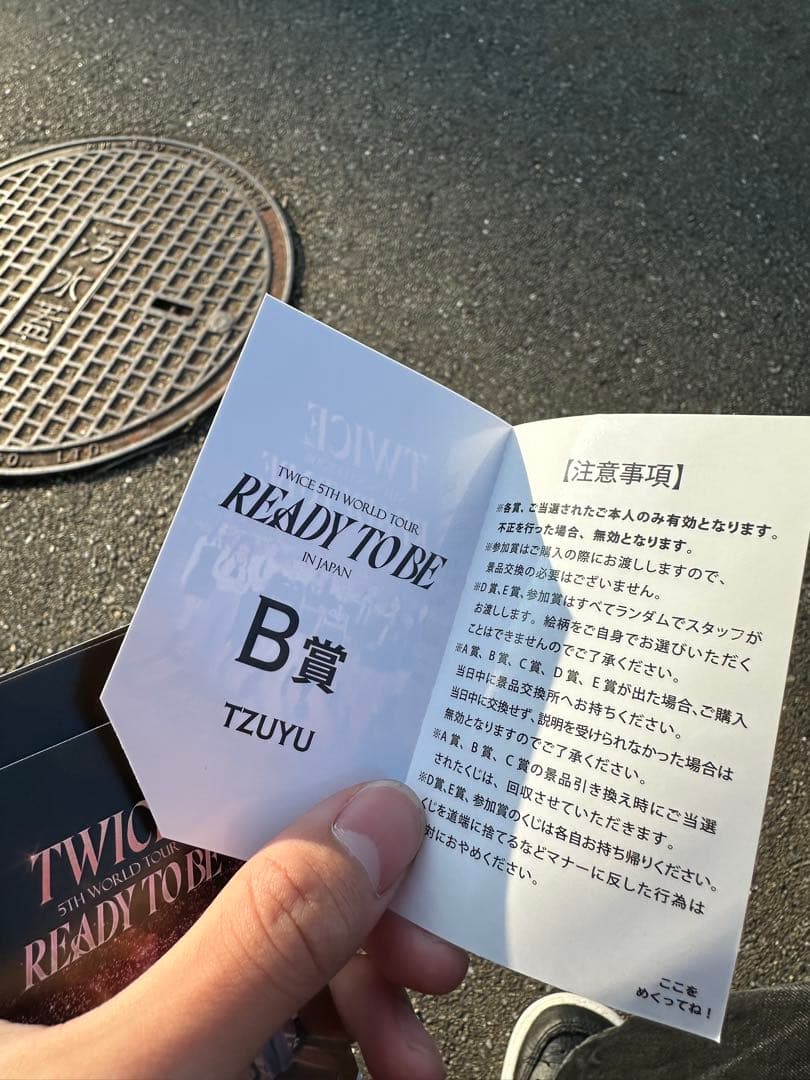 汚
水
TWICE 5TH WORLD TOUR
READY TO BE
IN JAPAN
B賞
TZUYU
【注意事項】
※各賞、ご当選されたご本人のみ有効となります。
不正を行った場合、無効となります。
※参加賞はご購入の際にお渡ししますので、
景品交換の必要はございません。
※D賞、E賞、参加賞はすべてランダムでスタッフが
お渡しします。絵柄をご自身でお選びいただく
ことはできませんのでご了承ください。
※A賞、B賞、C賞、D賞、E賞が出た場合、ご購入
当日中に景品交換所へお持ちください。
当日中に交換せず、説明を受けられなかった場合は
無効となりますのでご了承ください。
※A賞、B賞、C賞の景品引き換え時にご当選
されたくじは、回収させていただきます。
※D賞、E賞、参加賞のくじは各自お持ち帰りください。
くじを道端に捨てるなどマナーに反した行為は
対におやめください。
ここを
めくってね!
TWICE
5TH WORLD TOUR
READY TO BE